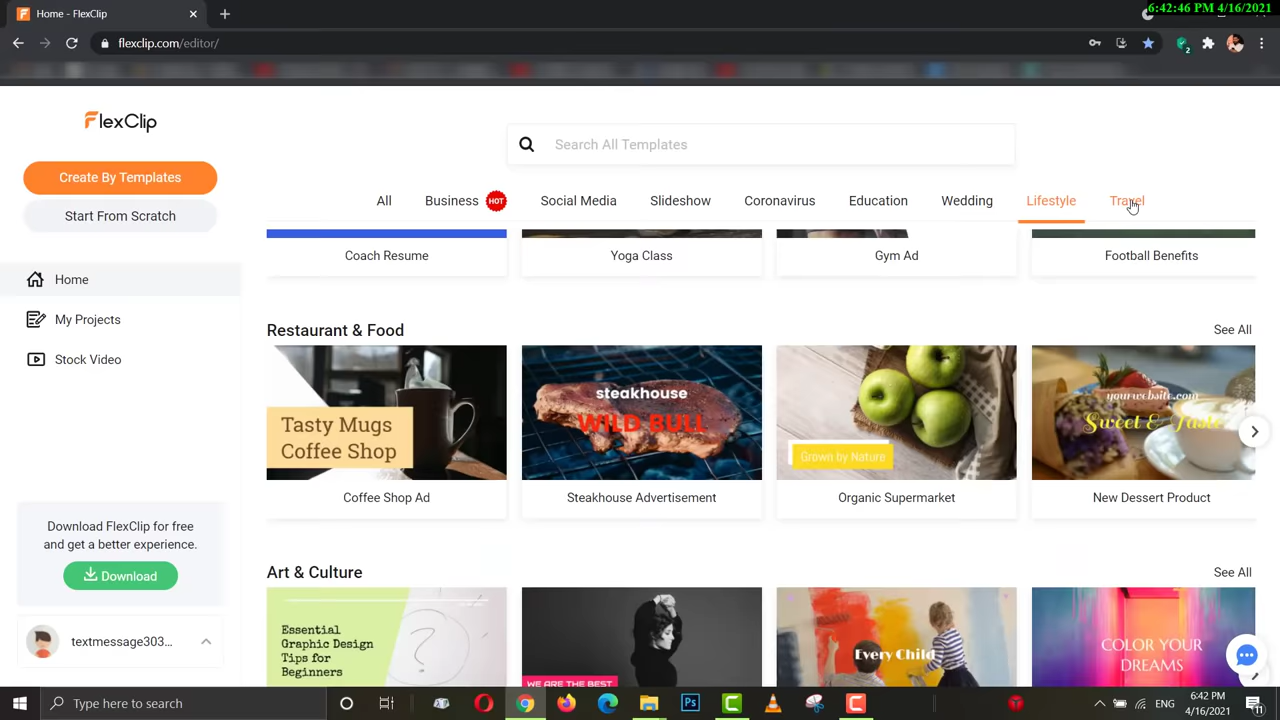 6:42:46 PM 4/16/2021
Home - FlexClip
flexclip.com/editor/
2
FlexClip
Search All Templates
Create By Templates
Start From Scratch
All
Business
HOT
Social Media
Slideshow
Coronavirus
Education
Wedding
Lifestyle
Travel
Coach Resume
Yoga Class
Gym Ad
Football Benefits
Home
My Projects
Stock Video
Restaurant & Food
See All
Tasty Mugs
Coffee Shop
steakhouse
WILD BULL
Grown by Nature
yourwebsite.com
Sweet & Taste
Coffee Shop Ad
Steakhouse Advertisement
Organic Supermarket
New Dessert Product
Download FlexClip for free
and get a better experience.
Download
Art & Culture
See All
Essential
Graphic Design
Tips for
Beginners
WE ARE THE BEST
Every Child
COLOR YOUR
DREAMS
textmessage303...
Type here to search
Ps
ENG
6:42 PM
4/16/2021
11